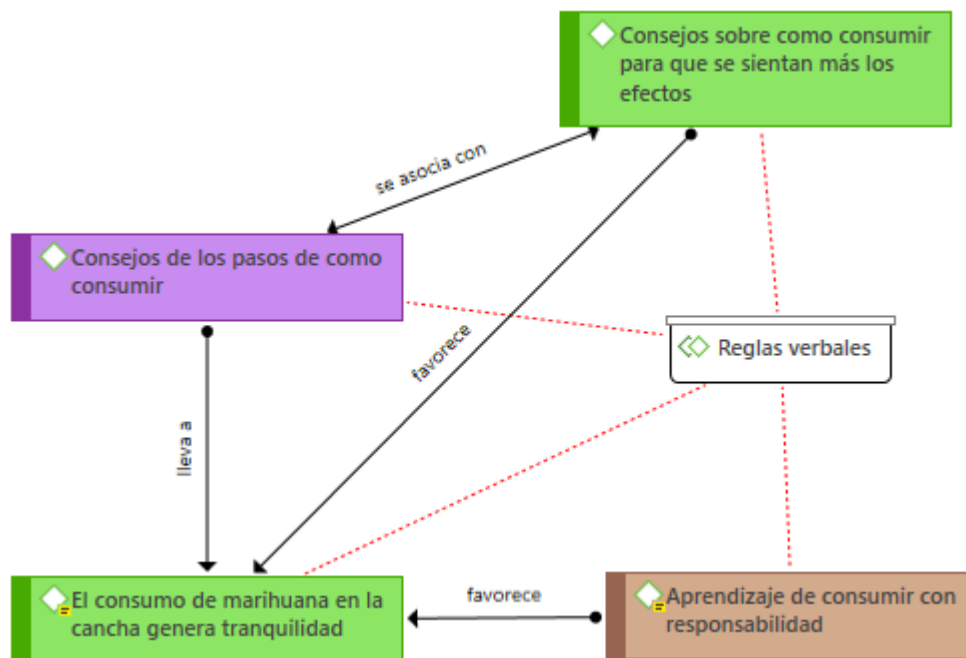 Consejos sobre como consumir
para que se sientan más los
efectos
se asocia con
Consejos de los pasos de como
consumir
Reglas verbales
favorece
lleva a
El consumo de marihuana en la
cancha genera tranquilidad
favorece
Aprendizaje de consumir con
responsabilidad